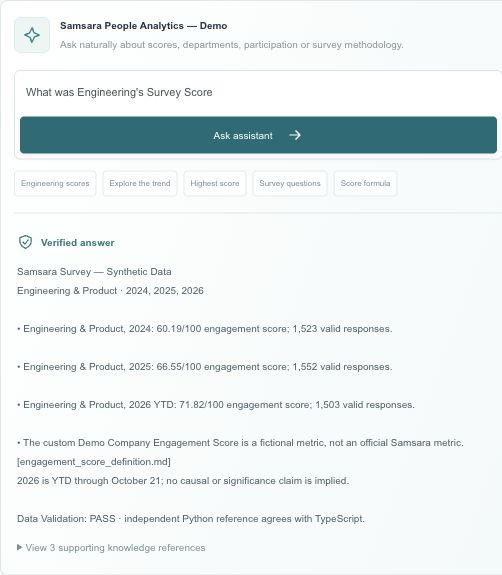 Samsara People Analytics — Demo
Ask naturally about scores, departments, participation or survey methodology.
What was Engineering's Survey Score
Ask assistant →
Engineering scores
Explore the trend
Highest score
Survey questions
Score formula
Verified answer
Samsara Survey — Synthetic Data
Engineering & Product · 2024, 2025, 2026
• Engineering & Product, 2024: 60.19/100 engagement score; 1,523 valid responses.
• Engineering & Product, 2025: 66.55/100 engagement score; 1,552 valid responses.
• Engineering & Product, 2026 YTD: 71.82/100 engagement score; 1,503 valid responses.
• The custom Demo Company Engagement Score is a fictional metric, not an official Samsara metric.
[engagement_score_definition.md]
2026 is YTD through October 21; no causal or significance claim is implied.
Data Validation: PASS · independent Python reference agrees with TypeScript.
View 3 supporting knowledge references